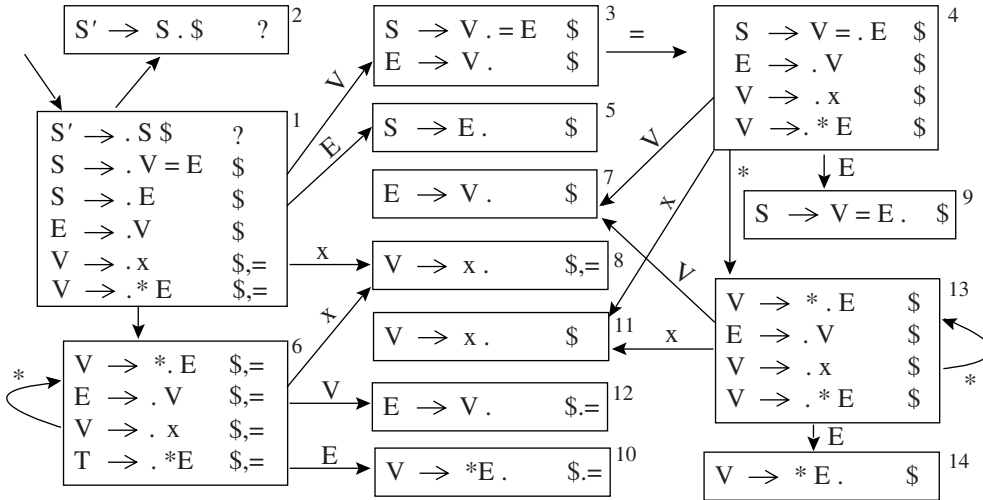 2
S′ → S . $ ?
3
S → V . = E $
E → V . $
=
4
S → V = . E $
E → . V $
V → . x $
V → . * E $
1
S′ → . S $ ?
S → . V = E $
S → . E $
E → .V $
V → . x $,=
V → .* E $,=
V
E
5
S → E . $
V
x
*
E
7
E → V . $
9
S → V = E . $
x
8
V → x . $,=
x
V
11
V → x . $
x
13
V → * . E $
E → . V $
V → . x $
V → . * E $
*
6
V → *. E $,=
E → . V $,=
V → . x $,=
T → . *E $,=
*
V
12
E → V . $.=
E
10
V → *E . $.=
E
14
V → * E . $